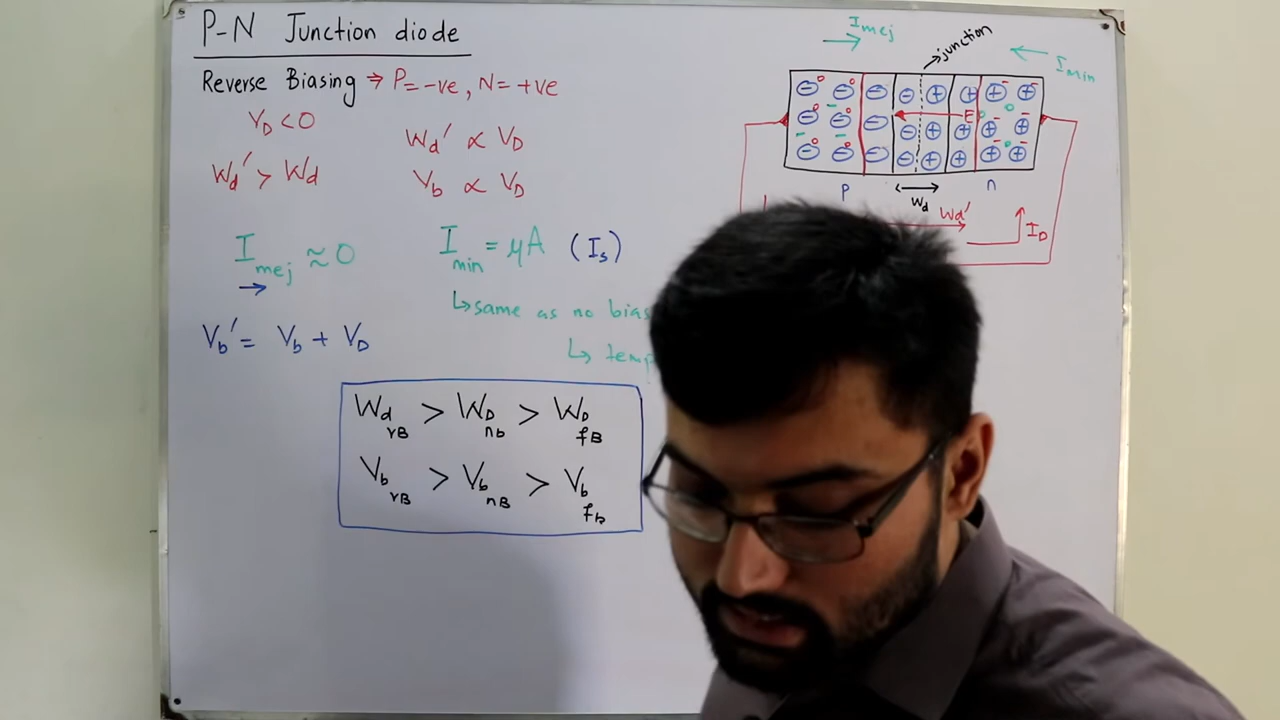 P-N Junction diode
Reverse Biasing ⇒ P=-ve, N=+ve
V_D < 0
W_d' > W_d
W_d' ∝ V_D
V_b ∝ V_D
I_mej ≈ 0
→
I_min = μA (I_s)
↳ same as no bias
↳ temp
V_b' = V_b + V_D
W_d rB > W_D nb > W_D fB
V_b rB > V_b nB > V_b fb
I_mej
→
junction
←
I_min
E
p
W_d
n
W_d'
I_D